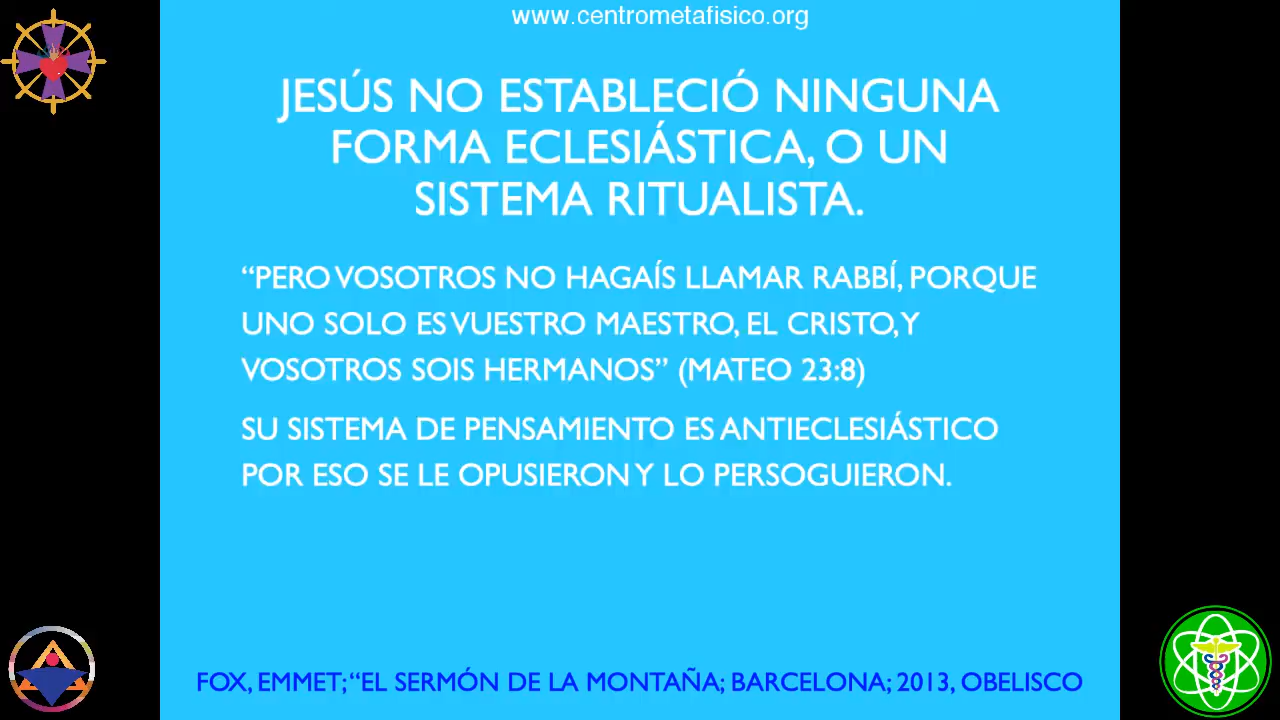 www.centrometafisico.org
JESÚS NO ESTABLECIÓ NINGUNA
FORMA ECLESIÁSTICA, O UN
SISTEMA RITUALISTA.
“PERO VOSOTROS NO HAGAÍS LLAMAR RABBÍ, PORQUE
UNO SOLO ES VUESTRO MAESTRO, EL CRISTO, Y
VOSOTROS SOIS HERMANOS” (MATEO 23:8)
SU SISTEMA DE PENSAMIENTO ES ANTIECLESIÁSTICO
POR ESO SE LE OPUSIERON Y LO PERSOGUIERON.
FOX, EMMET; “EL SERMÓN DE LA MONTAÑA; BARCELONA; 2013, OBELISCO